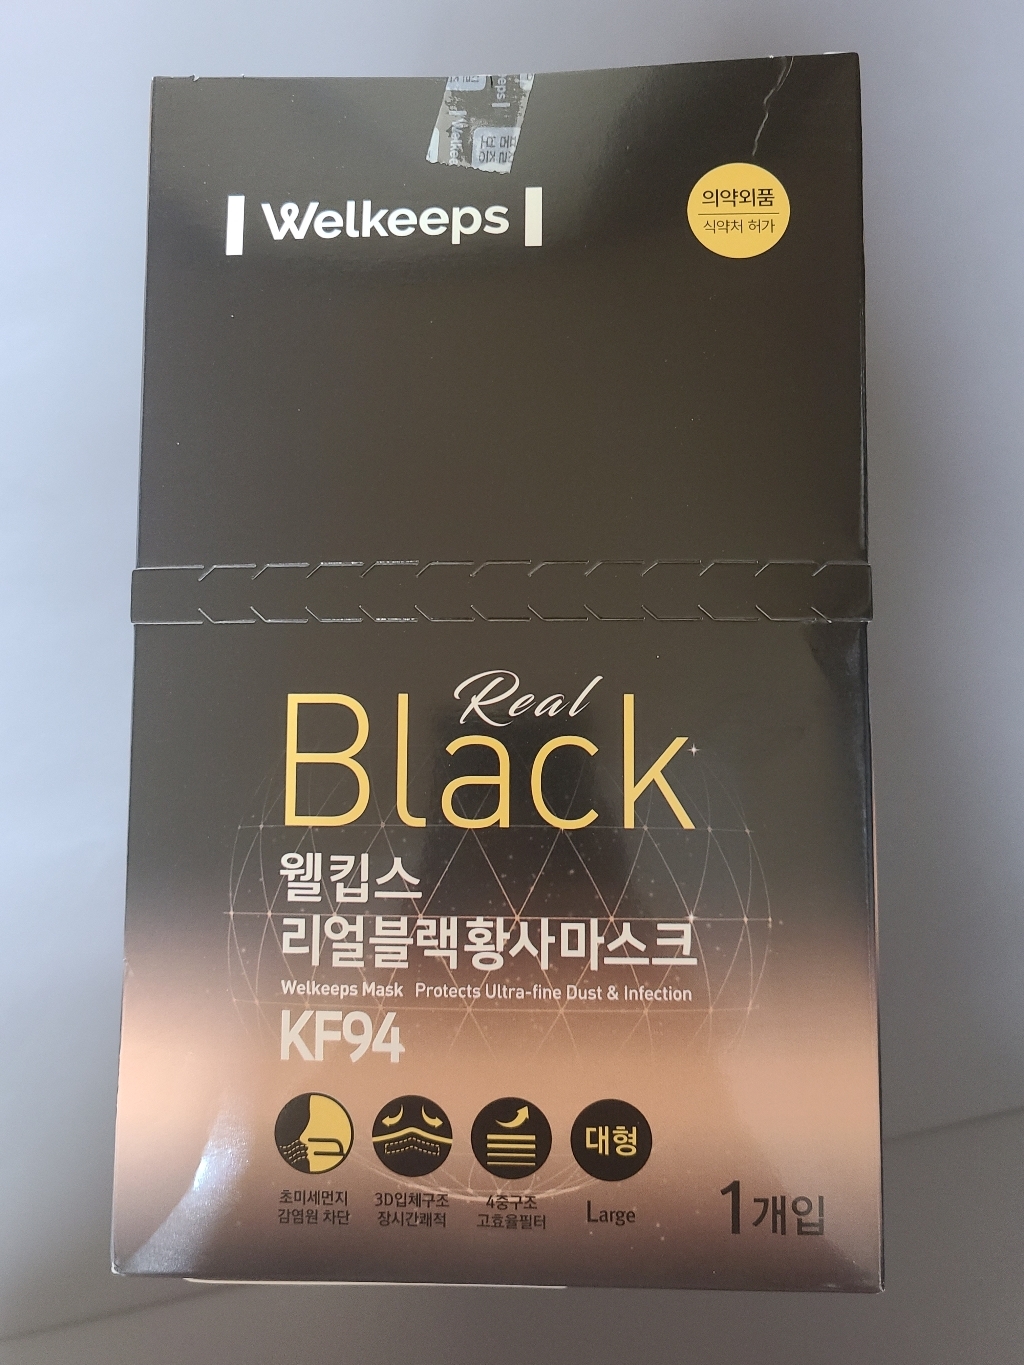 Welkeeps
의약외품
식약처 허가
Real
Black
웰킵스
리얼블랙황사마스크
Welkeeps Mask Protects Ultra-fine Dust & Infection
KF94
초미세먼지
감염원 차단
3D입체구조
장시간쾌적
4중구조
고효율필터
대형
Large
1개입